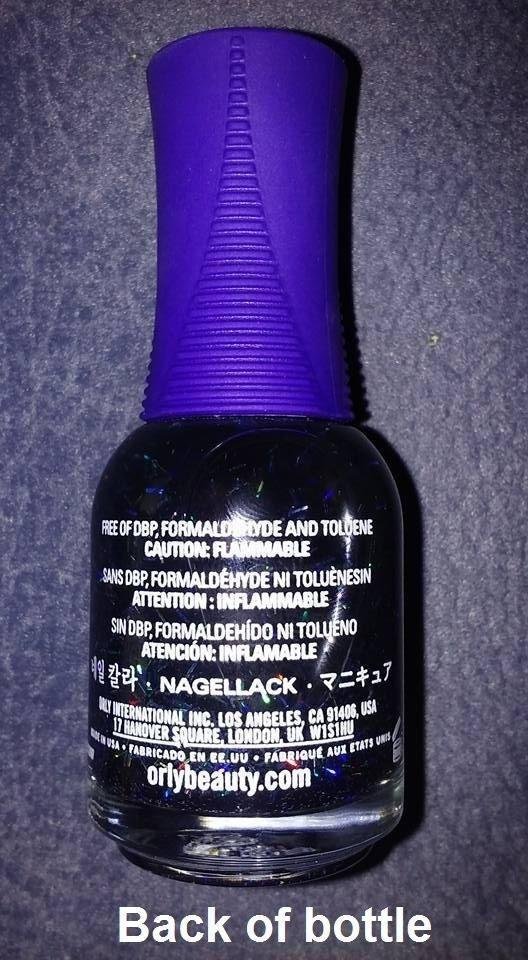 FREE OF DBP, FORMALDEHYDE AND TOLUENE
CAUTION: FLAMMABLE
SANS DBP, FORMALDÉHYDE NI TOLUÈNESIN
ATTENTION : INFLAMMABLE
SIN DBP, FORMALDEHÍDO NI TOLUENO
ATENCIÓN: INFLAMABLE
네일 칼라 · NAGELLACK · マニキュア
ORLY INTERNATIONAL INC, LOS ANGELES, CA 91406, USA
17 HANOVER SQUARE, LONDON, UK W1S1HU
MADE IN USA • FABRICADO EN EE.UU • FABRIQUÉ AUX ETATS UNIS
orlybeauty.com
Back of bottle